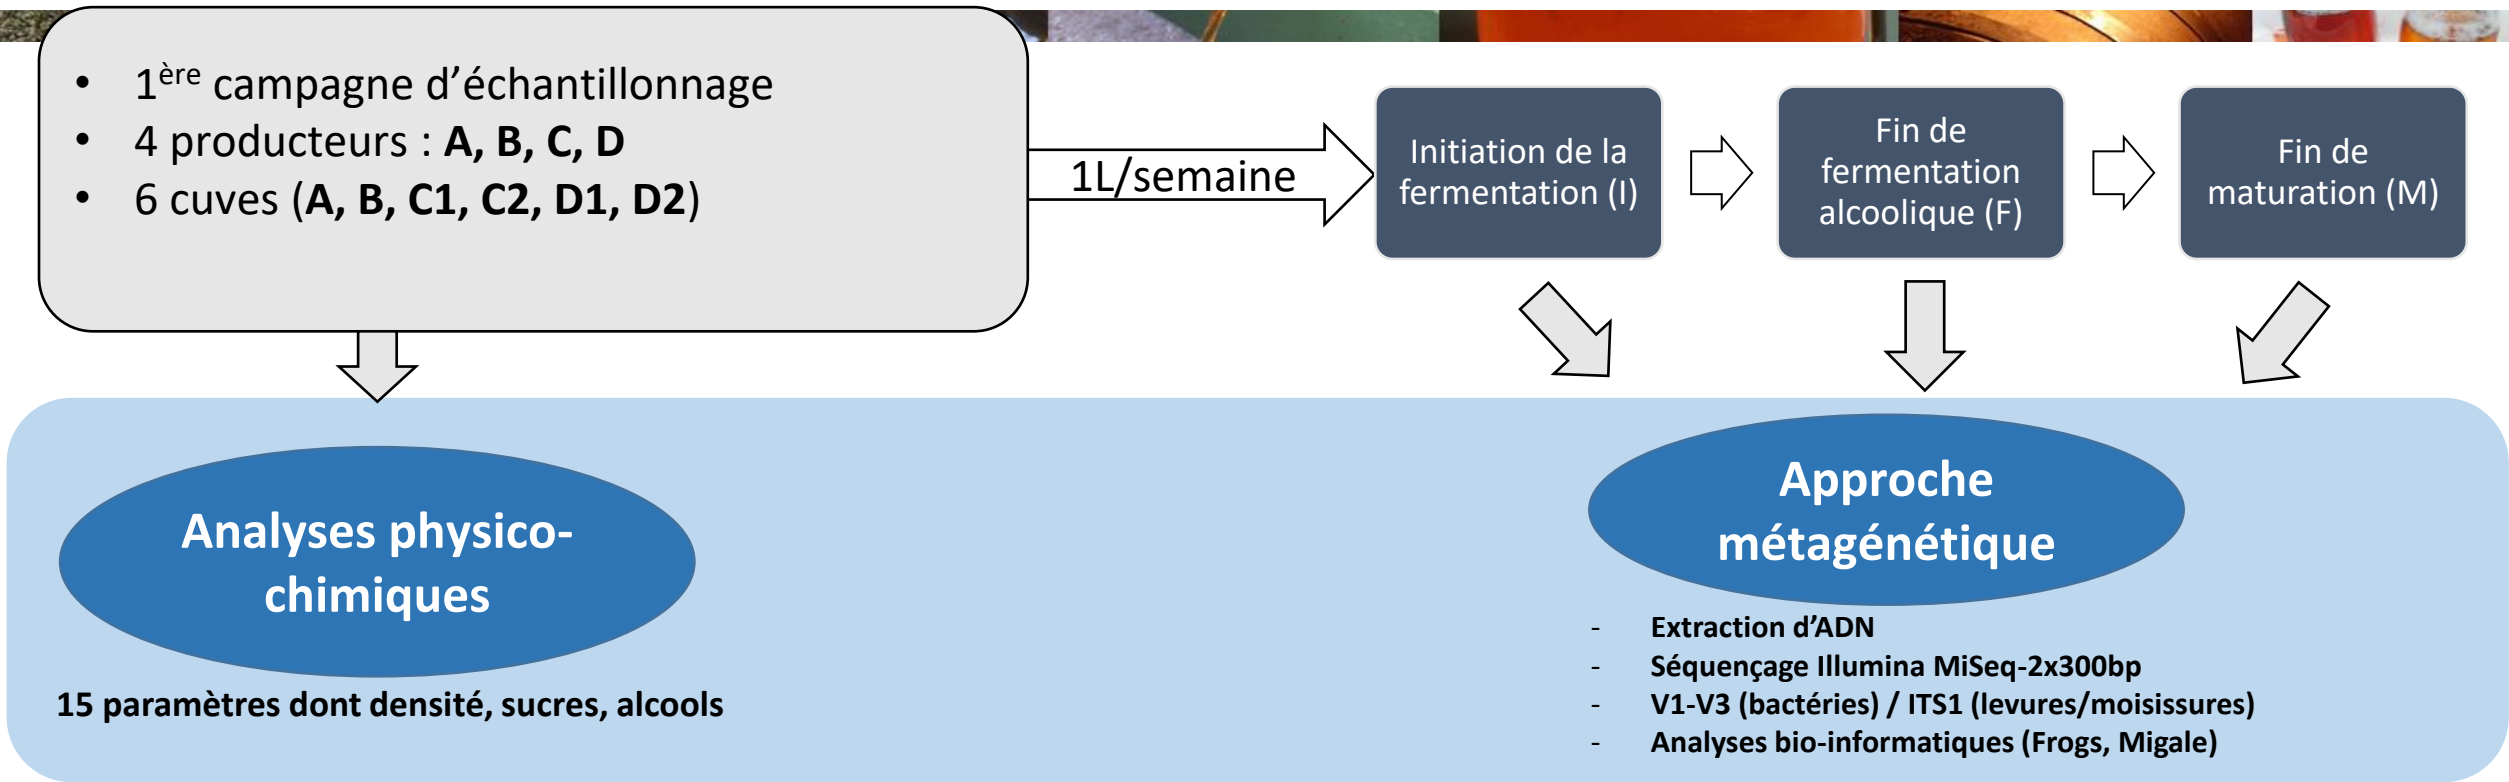 • 1ère campagne d’échantillonnage
• 4 producteurs : A, B, C, D
• 6 cuves (A, B, C1, C2, D1, D2)
1L/semaine
Initiation de la
fermentation (I)
Fin de
fermentation
alcoolique (F)
Fin de
maturation (M)
Analyses physico-
chimiques
15 paramètres dont densité, sucres, alcools
Approche
métagénétique
- Extraction d’ADN
- Séquençage Illumina MiSeq-2x300bp
- V1-V3 (bactéries) / ITS1 (levures/moisissures)
- Analyses bio-informatiques (Frogs, Migale)